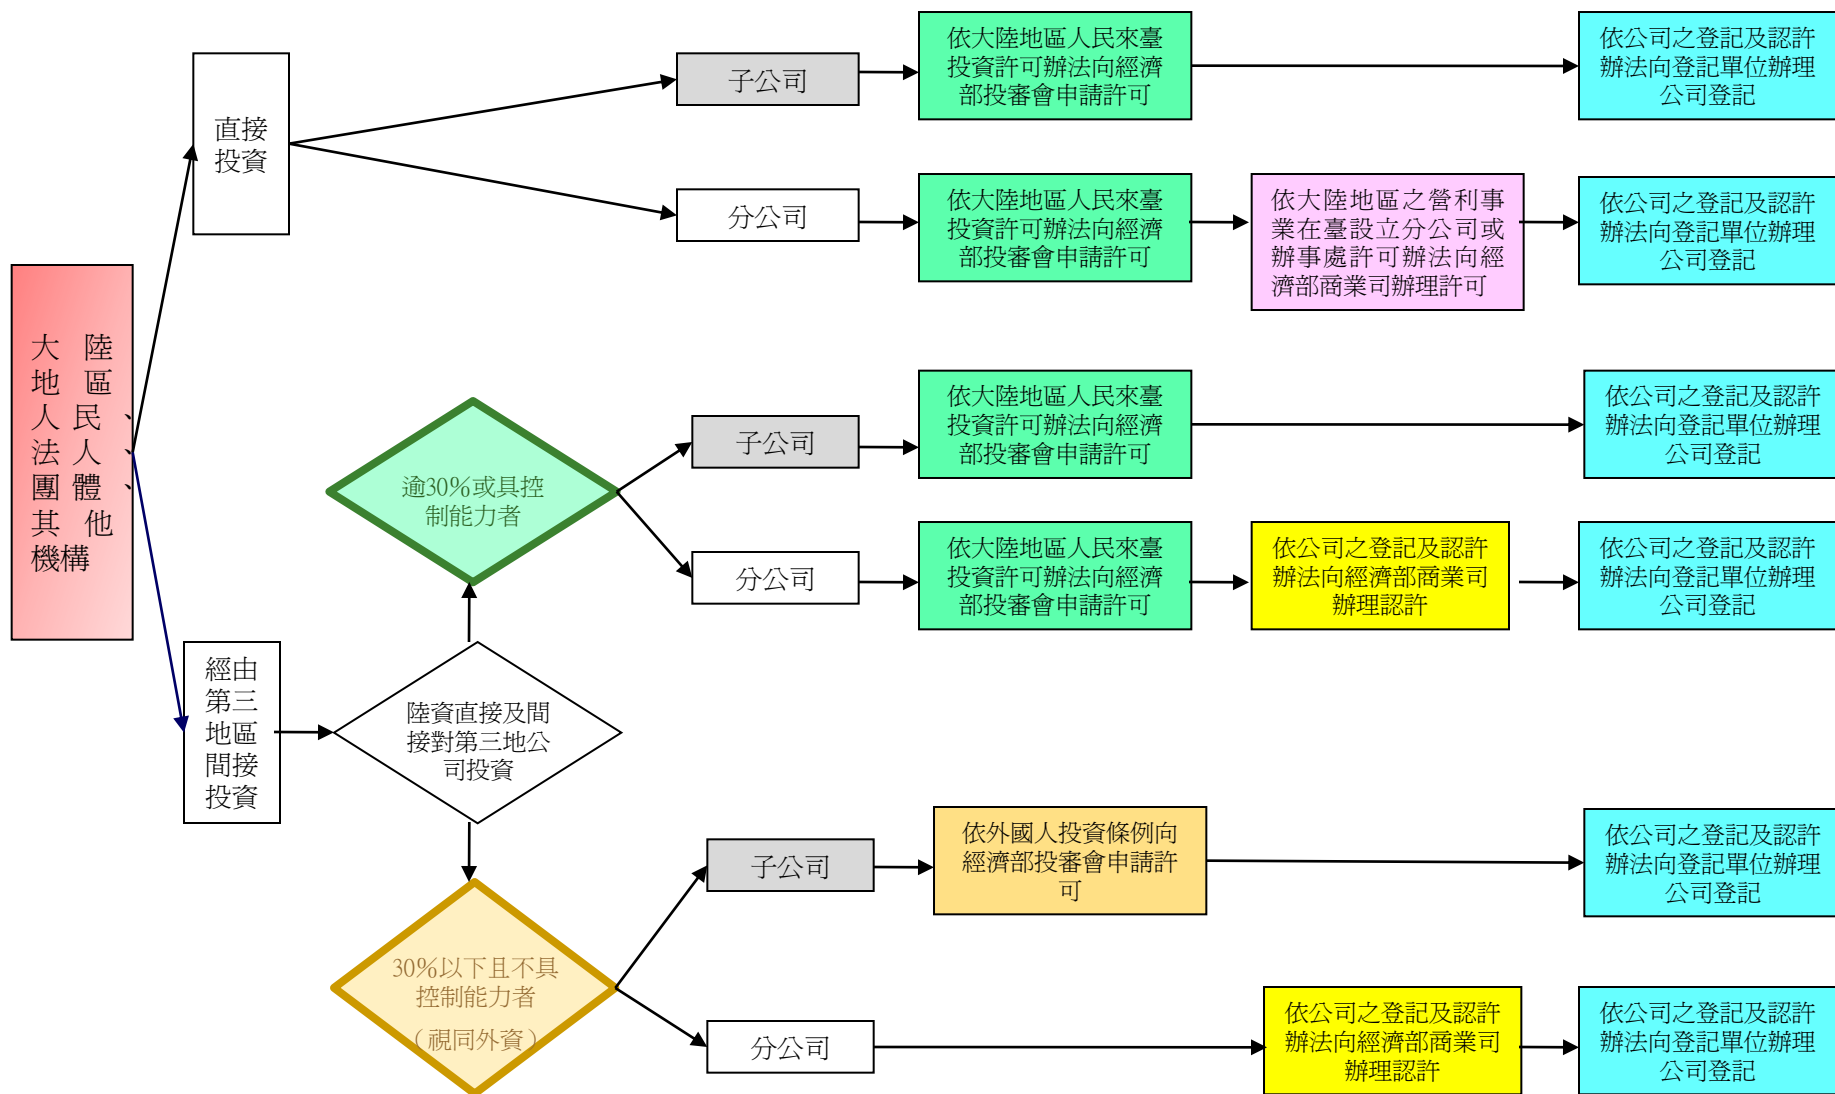 大陸
地區
人民、
法人、
團體、
其他
機構
直接
投資
子公司
依大陸地區人民來臺
投資許可辦法向經濟
部投審會申請許可
依公司之登記及認許
辦法向登記單位辦理
公司登記
分公司
依大陸地區人民來臺
投資許可辦法向經濟
部投審會申請許可
依大陸地區之營利事
業在臺設立分公司或
辦事處許可辦法向經
濟部商業司辦理許可
依公司之登記及認許
辦法向登記單位辦理
公司登記
經由
第三
地區
間接
投資
陸資直接及間
接對第三地公
司投資
逾30%或具控
制能力者
子公司
依大陸地區人民來臺
投資許可辦法向經濟
部投審會申請許可
依公司之登記及認許
辦法向登記單位辦理
公司登記
分公司
依大陸地區人民來臺
投資許可辦法向經濟
部投審會申請許可
依公司之登記及認許
辦法向經濟部商業司
辦理認許
依公司之登記及認許
辦法向登記單位辦理
公司登記
30%以下且不具
控制能力者
（視同外資）
子公司
依外國人投資條例向
經濟部投審會申請許
可
依公司之登記及認許
辦法向登記單位辦理
公司登記
分公司
依公司之登記及認許
辦法向經濟部商業司
辦理認許
依公司之登記及認許
辦法向登記單位辦理
公司登記